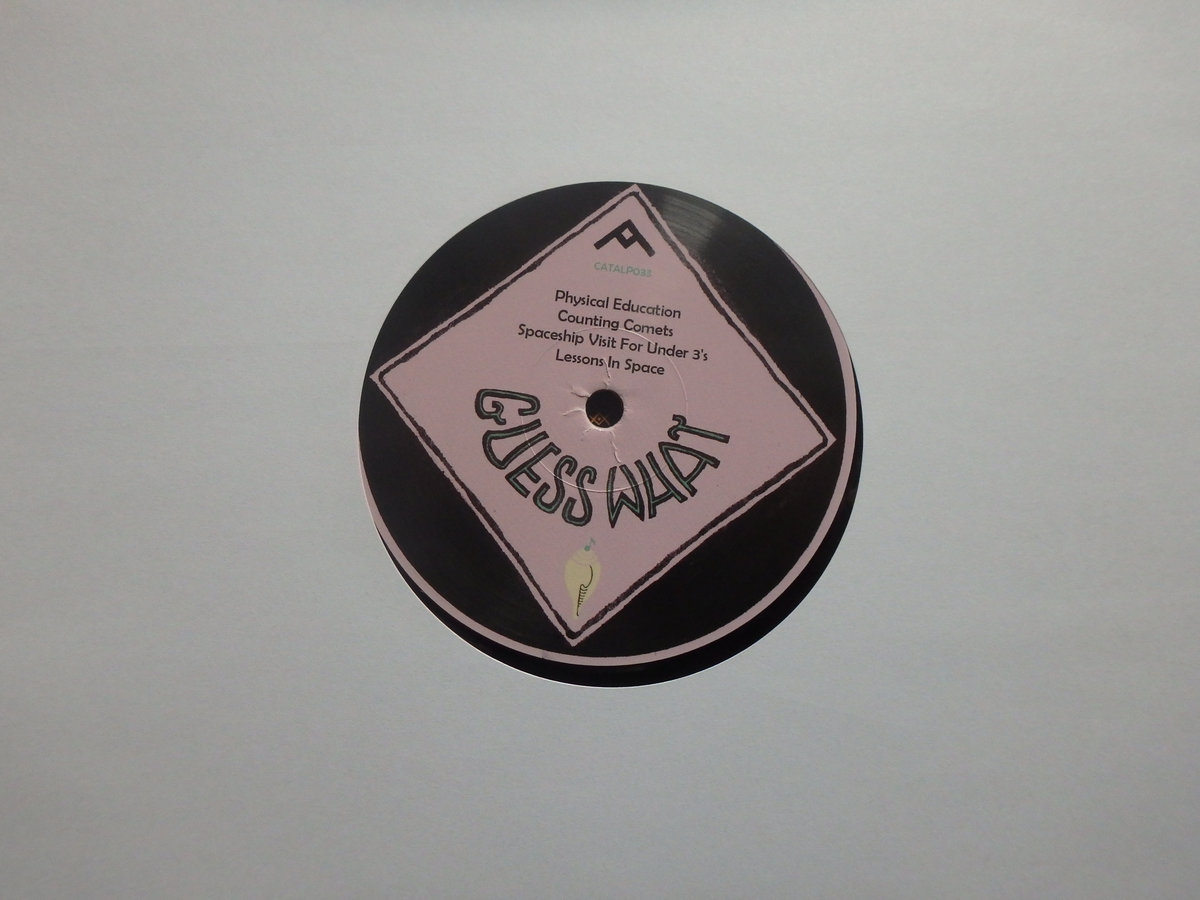 CATALP033
Physical Education
Counting Comets
Spaceship Visit For Under 3's
Lessons In Space
GUESS WHAT